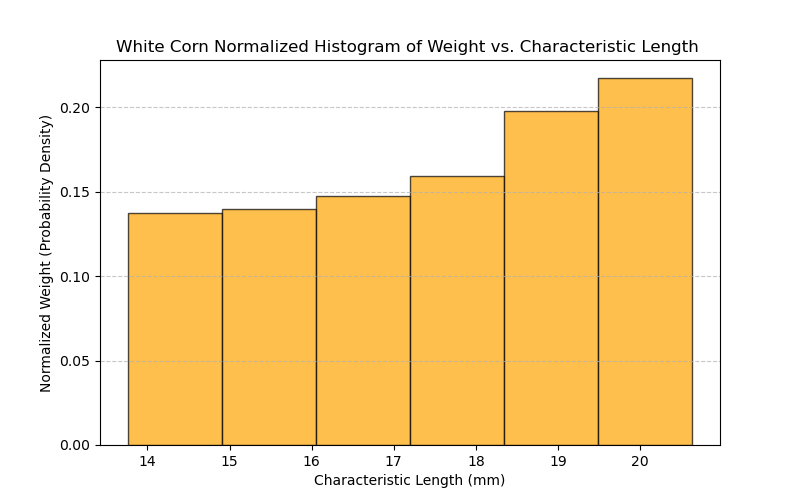 White Corn Normalized Histogram of Weight vs. Characteristic Length
Normalized Weight (Probability Density)
0.20
0.15
0.10
0.05
0.00
14 15 16 17 18 19 20
Characteristic Length (mm)